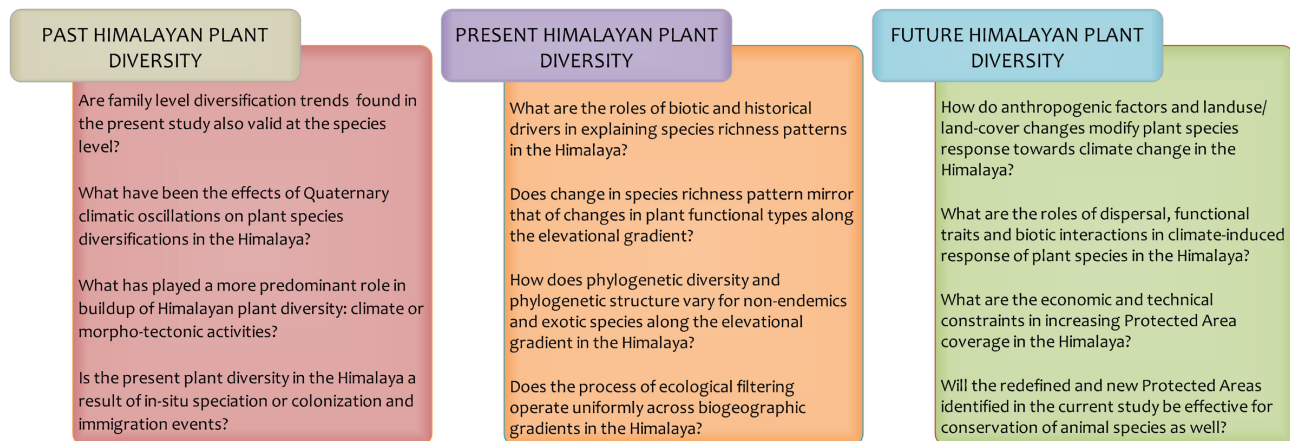 PAST HIMALAYAN PLANT
DIVERSITY
Are family level diversification trends found in
the present study also valid at the species
level?
What have been the effects of Quaternary
climatic oscillations on plant species
diversifications in the Himalaya?
What has played a more predominant role in
buildup of Himalayan plant diversity: climate or
morpho-tectonic activities?
Is the present plant diversity in the Himalaya a
result of in-situ speciation or colonization and
immigration events?
PRESENT HIMALAYAN PLANT
DIVERSITY
What are the roles of biotic and historical
drivers in explaining species richness patterns
in the Himalaya?
Does change in species richness pattern mirror
that of changes in plant functional types along
the elevational gradient?
How does phylogenetic diversity and
phylogenetic structure vary for non-endemics
and exotic species along the elevational
gradient in the Himalaya?
Does the process of ecological filtering
operate uniformly across biogeographic
gradients in the Himalaya?
FUTURE HIMALAYAN PLANT
DIVERSITY
How do anthropogenic factors and landuse/
land-cover changes modify plant species
response towards climate change in the
Himalaya?
What are the roles of dispersal, functional
traits and biotic interactions in climate-induced
response of plant species in the Himalaya?
What are the economic and technical
constraints in increasing Protected Area
coverage in the Himalaya?
Will the redefined and new Protected Areas
identified in the current study be effective for
conservation of animal species as well?